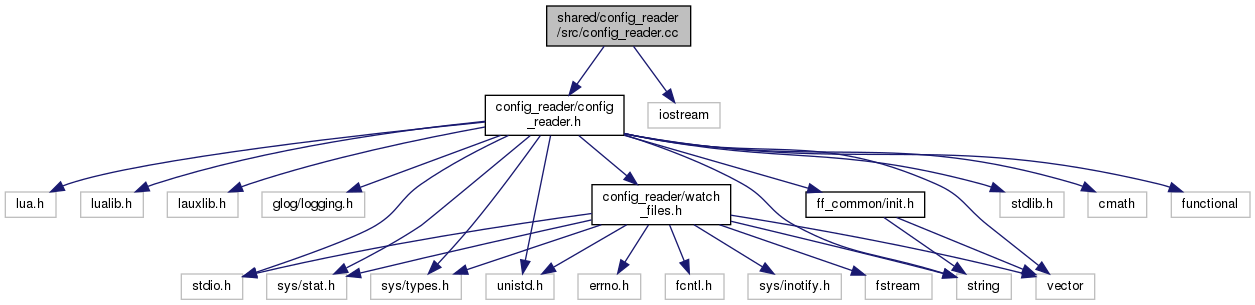 shared/config_reader
/src/config_reader.cc
config_reader/config
_reader.h
iostream
lua.h
lualib.h
lauxlib.h
glog/logging.h
config_reader/watch
_files.h
ff_common/init.h
stdlib.h
cmath
functional
stdio.h
sys/stat.h
sys/types.h
unistd.h
errno.h
fcntl.h
sys/inotify.h
fstream
string
vector